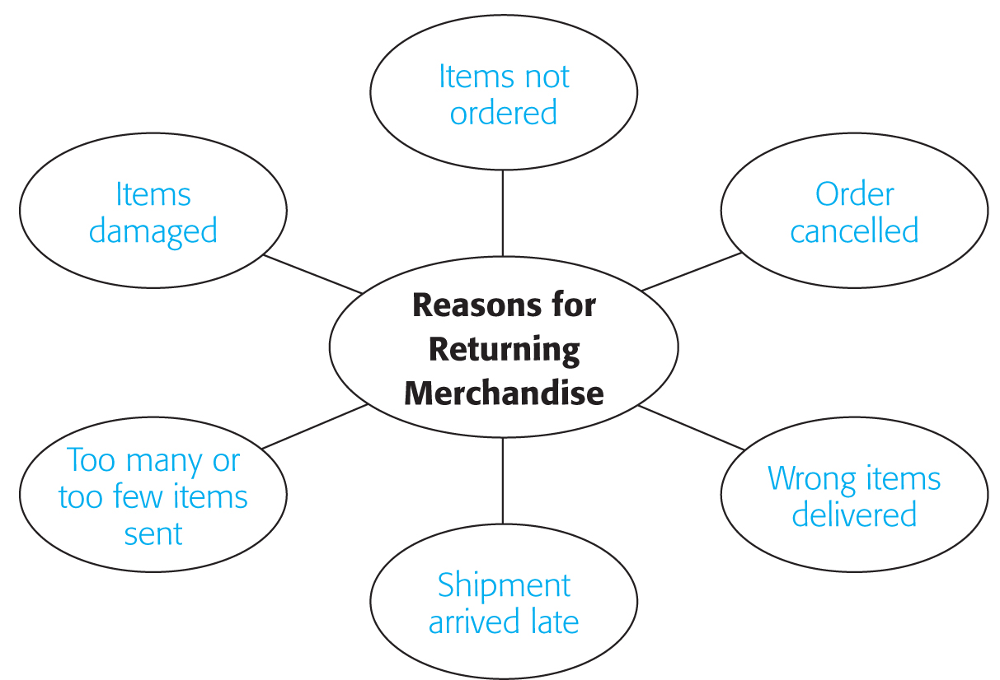 Items not
ordered
Items
damaged
Order
cancelled
Reasons for
Returning
Merchandise
Too many or
too few items
sent
Wrong items
delivered
Shipment
arrived late